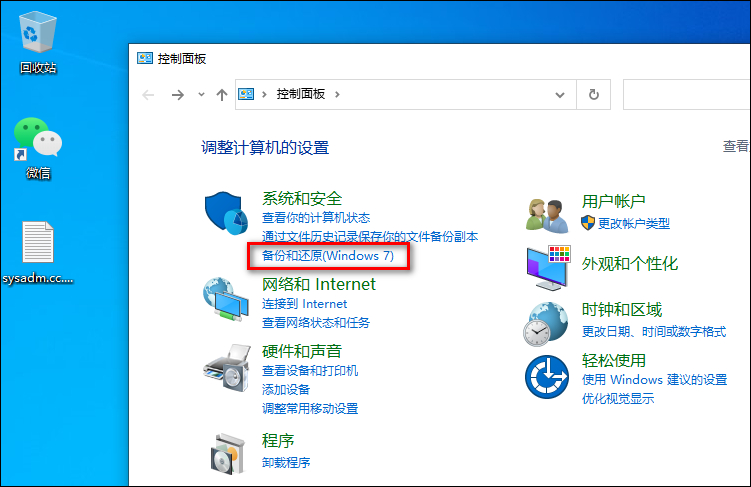 回收站
微信
sysadm.cc....
控制面板
控制面板
调整计算机的设置
查看
系统和安全
查看你的计算机状态
通过文件历史记录保存你的文件备份副本
备份和还原(Windows 7)
网络和 Internet
连接到 Internet
查看网络状态和任务
硬件和声音
查看设备和打印机
添加设备
调整常用移动设置
程序
卸载程序
用户帐户
更改帐户类型
外观和个性化
时钟和区域
更改日期、时间或数字格式
轻松使用
使用 Windows 建议的设置
优化视觉显示